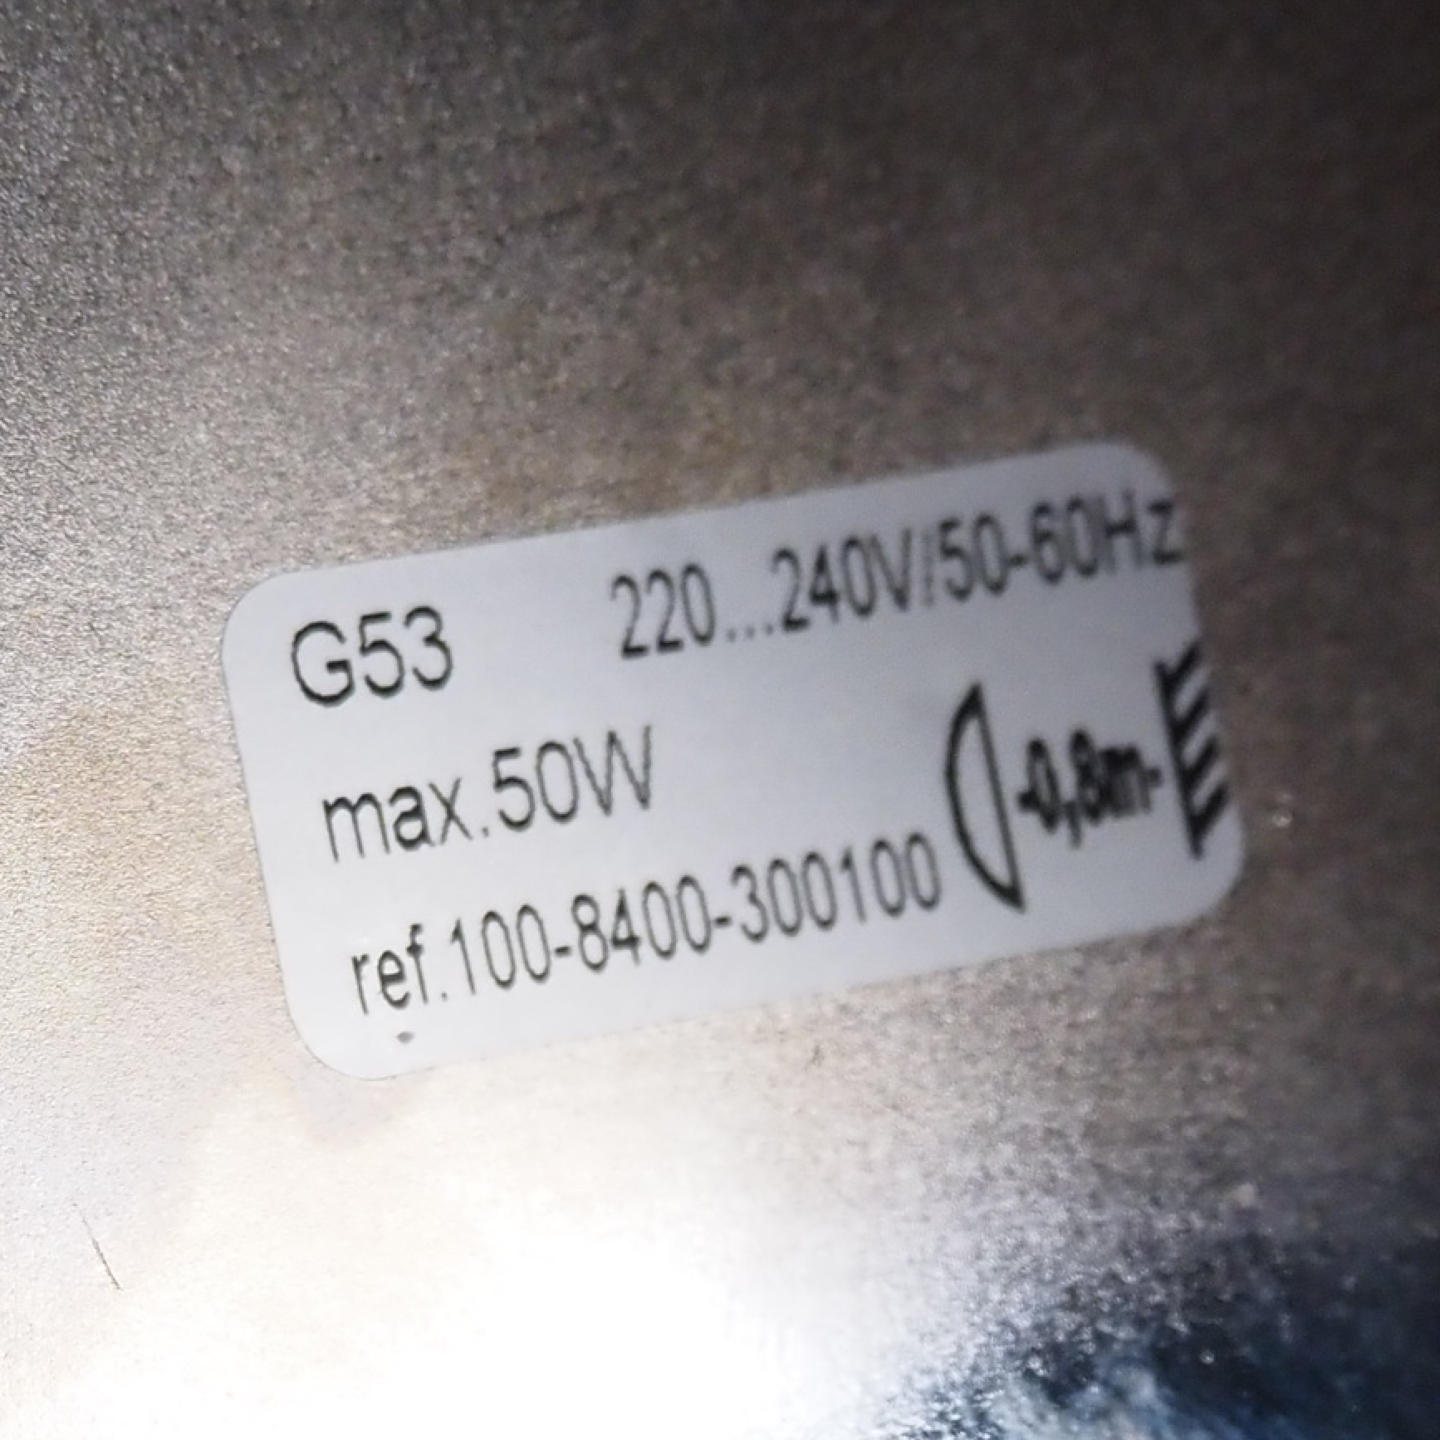 G53 220...240V/50-60Hz
max.50W
-0,8m-
ref.100-8400-300100